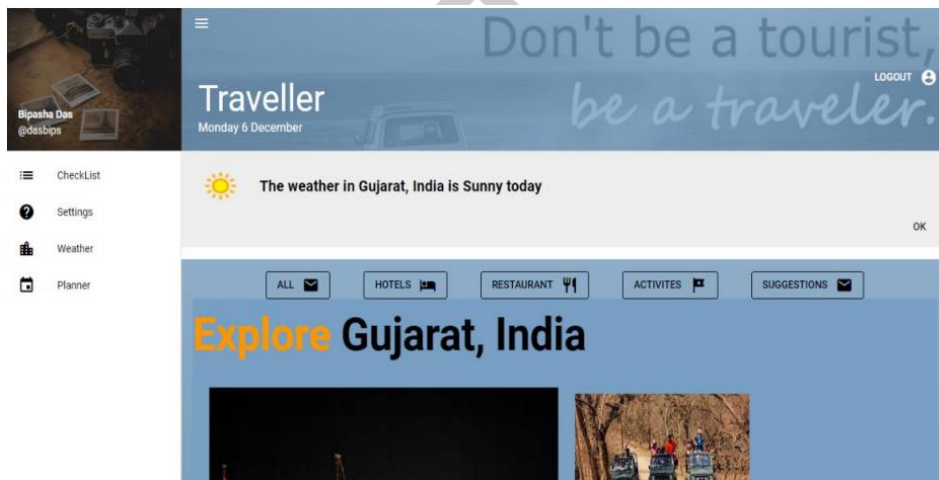 Don't be a tourist,
be a traveler.
LOGOUT
Traveller
Monday 6 December
Bipasha Das
@dasbips
CheckList
Settings
Weather
Planner
The weather in Gujarat, India is Sunny today
OK
ALL
HOTELS
RESTAURANT
ACTIVITES
SUGGESTIONS
Explore Gujarat, India